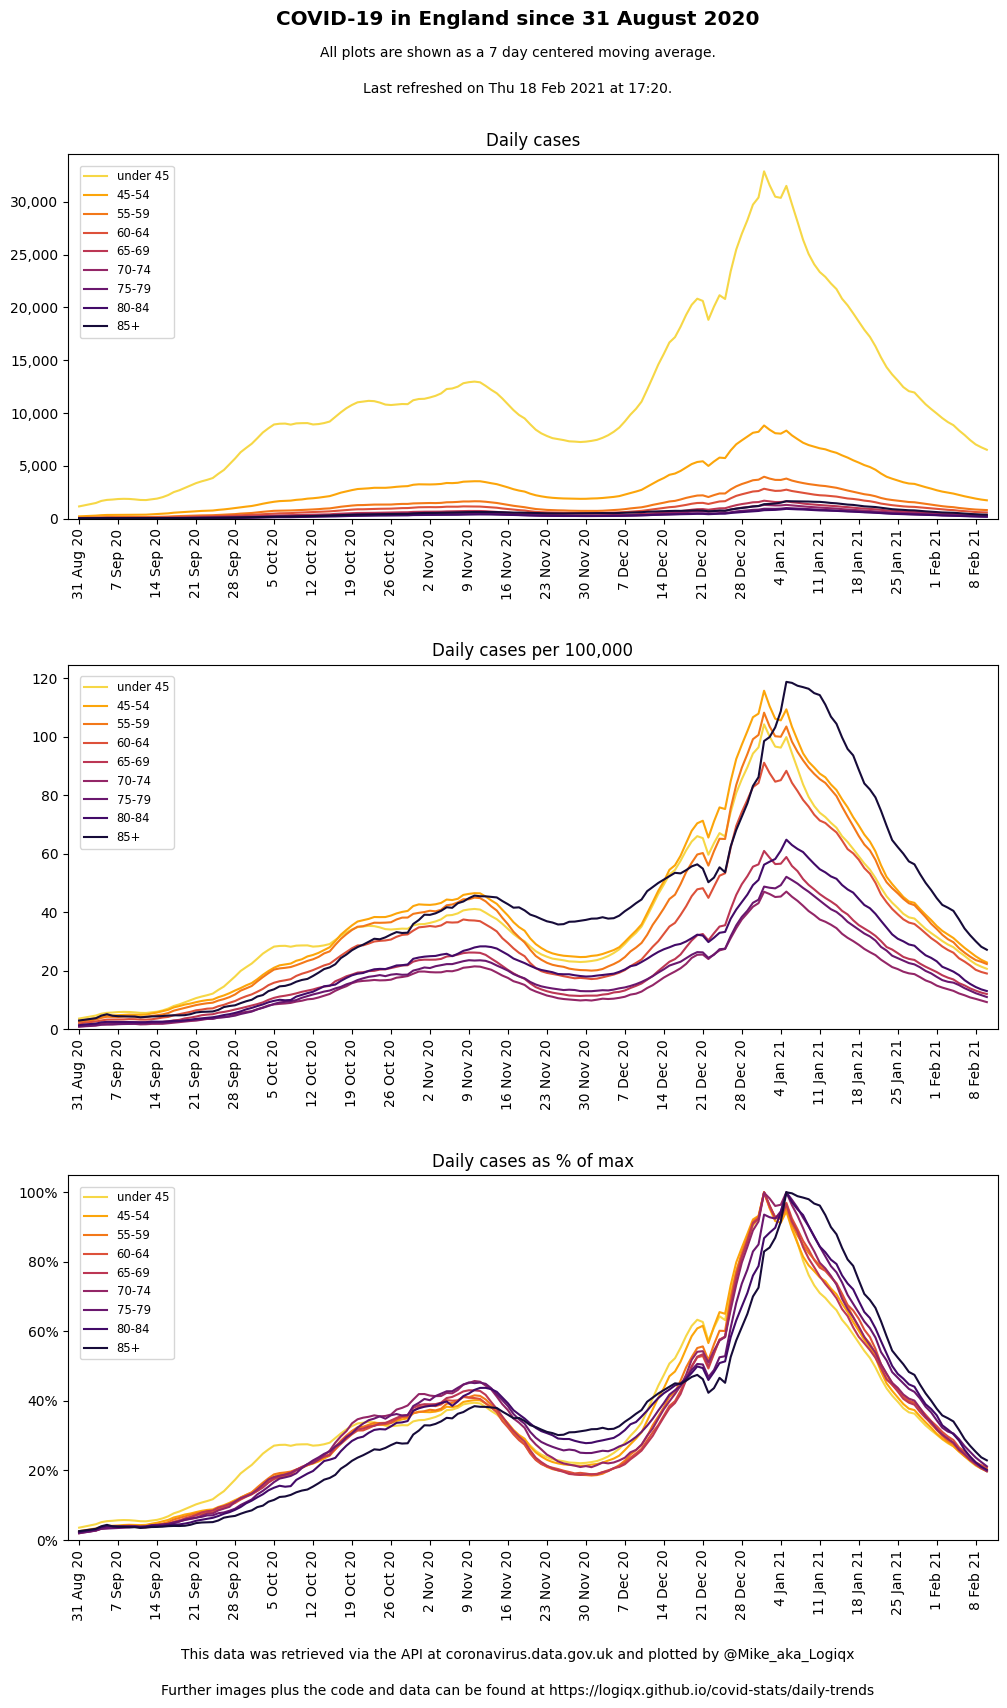 COVID-19 in England since 31 August 2020
All plots are shown as a 7 day centered moving average.
Last refreshed on Thu 18 Feb 2021 at 17:20.
Daily cases
under 45
45-54
55-59
60-64
65-69
70-74
75-79
80-84
85+
30,000
25,000
20,000
15,000
10,000
5,000
0
31 Aug 20
7 Sep 20
14 Sep 20
21 Sep 20
28 Sep 20
5 Oct 20
12 Oct 20
19 Oct 20
26 Oct 20
2 Nov 20
9 Nov 20
16 Nov 20
23 Nov 20
30 Nov 20
7 Dec 20
14 Dec 20
21 Dec 20
28 Dec 20
4 Jan 21
11 Jan 21
18 Jan 21
25 Jan 21
1 Feb 21
8 Feb 21
Daily cases per 100,000
under 45
45-54
55-59
60-64
65-69
70-74
75-79
80-84
85+
120
100
80
60
40
20
0
31 Aug 20
7 Sep 20
14 Sep 20
21 Sep 20
28 Sep 20
5 Oct 20
12 Oct 20
19 Oct 20
26 Oct 20
2 Nov 20
9 Nov 20
16 Nov 20
23 Nov 20
30 Nov 20
7 Dec 20
14 Dec 20
21 Dec 20
28 Dec 20
4 Jan 21
11 Jan 21
18 Jan 21
25 Jan 21
1 Feb 21
8 Feb 21
Daily cases as % of max
under 45
45-54
55-59
60-64
65-69
70-74
75-79
80-84
85+
100%
80%
60%
40%
20%
0%
31 Aug 20
7 Sep 20
14 Sep 20
21 Sep 20
28 Sep 20
5 Oct 20
12 Oct 20
19 Oct 20
26 Oct 20
2 Nov 20
9 Nov 20
16 Nov 20
23 Nov 20
30 Nov 20
7 Dec 20
14 Dec 20
21 Dec 20
28 Dec 20
4 Jan 21
11 Jan 21
18 Jan 21
25 Jan 21
1 Feb 21
8 Feb 21
This data was retrieved via the API at coronavirus.data.gov.uk and plotted by @Mike_aka_Logiqx
Further images plus the code and data can be found at https://logiqx.github.io/covid-stats/daily-trends